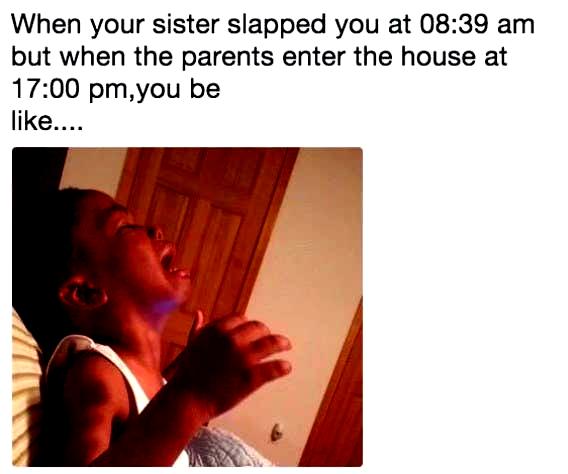 When your sister slapped you at 08:39 am
but when the parents enter the house at
17:00 pm,you be
like....